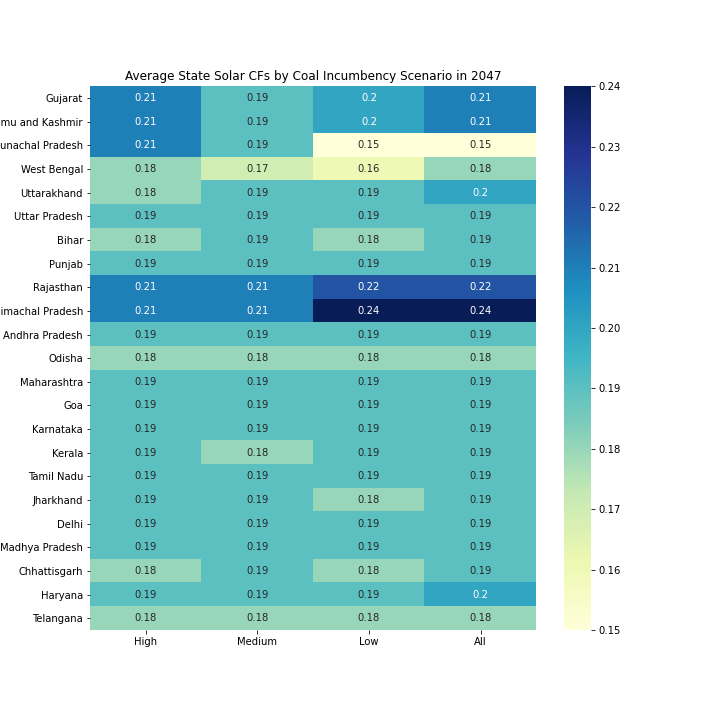 Average State Solar CFs by Coal Incumbency Scenario in 2047
Gujarat 0.21 0.19 0.2 0.21
mu and Kashmir 0.21 0.19 0.2 0.21
unachal Pradesh 0.21 0.19 0.15 0.15
West Bengal 0.18 0.17 0.16 0.18
Uttarakhand 0.18 0.19 0.19 0.2
Uttar Pradesh 0.19 0.19 0.19 0.19
Bihar 0.18 0.19 0.18 0.19
Punjab 0.19 0.19 0.19 0.19
Rajasthan 0.21 0.21 0.22 0.22
imachal Pradesh 0.21 0.21 0.24 0.24
Andhra Pradesh 0.19 0.19 0.19 0.19
Odisha 0.18 0.18 0.18 0.18
Maharashtra 0.19 0.19 0.19 0.19
Goa 0.19 0.19 0.19 0.19
Karnataka 0.19 0.19 0.19 0.19
Kerala 0.19 0.18 0.19 0.19
Tamil Nadu 0.19 0.19 0.19 0.19
Jharkhand 0.19 0.19 0.18 0.19
Delhi 0.19 0.19 0.19 0.19
Madhya Pradesh 0.19 0.19 0.19 0.19
Chhattisgarh 0.18 0.19 0.18 0.19
Haryana 0.19 0.19 0.19 0.2
Telangana 0.18 0.18 0.18 0.18
High Medium Low All
0.24
0.23
0.22
0.21
0.20
0.19
0.18
0.17
0.16
0.15